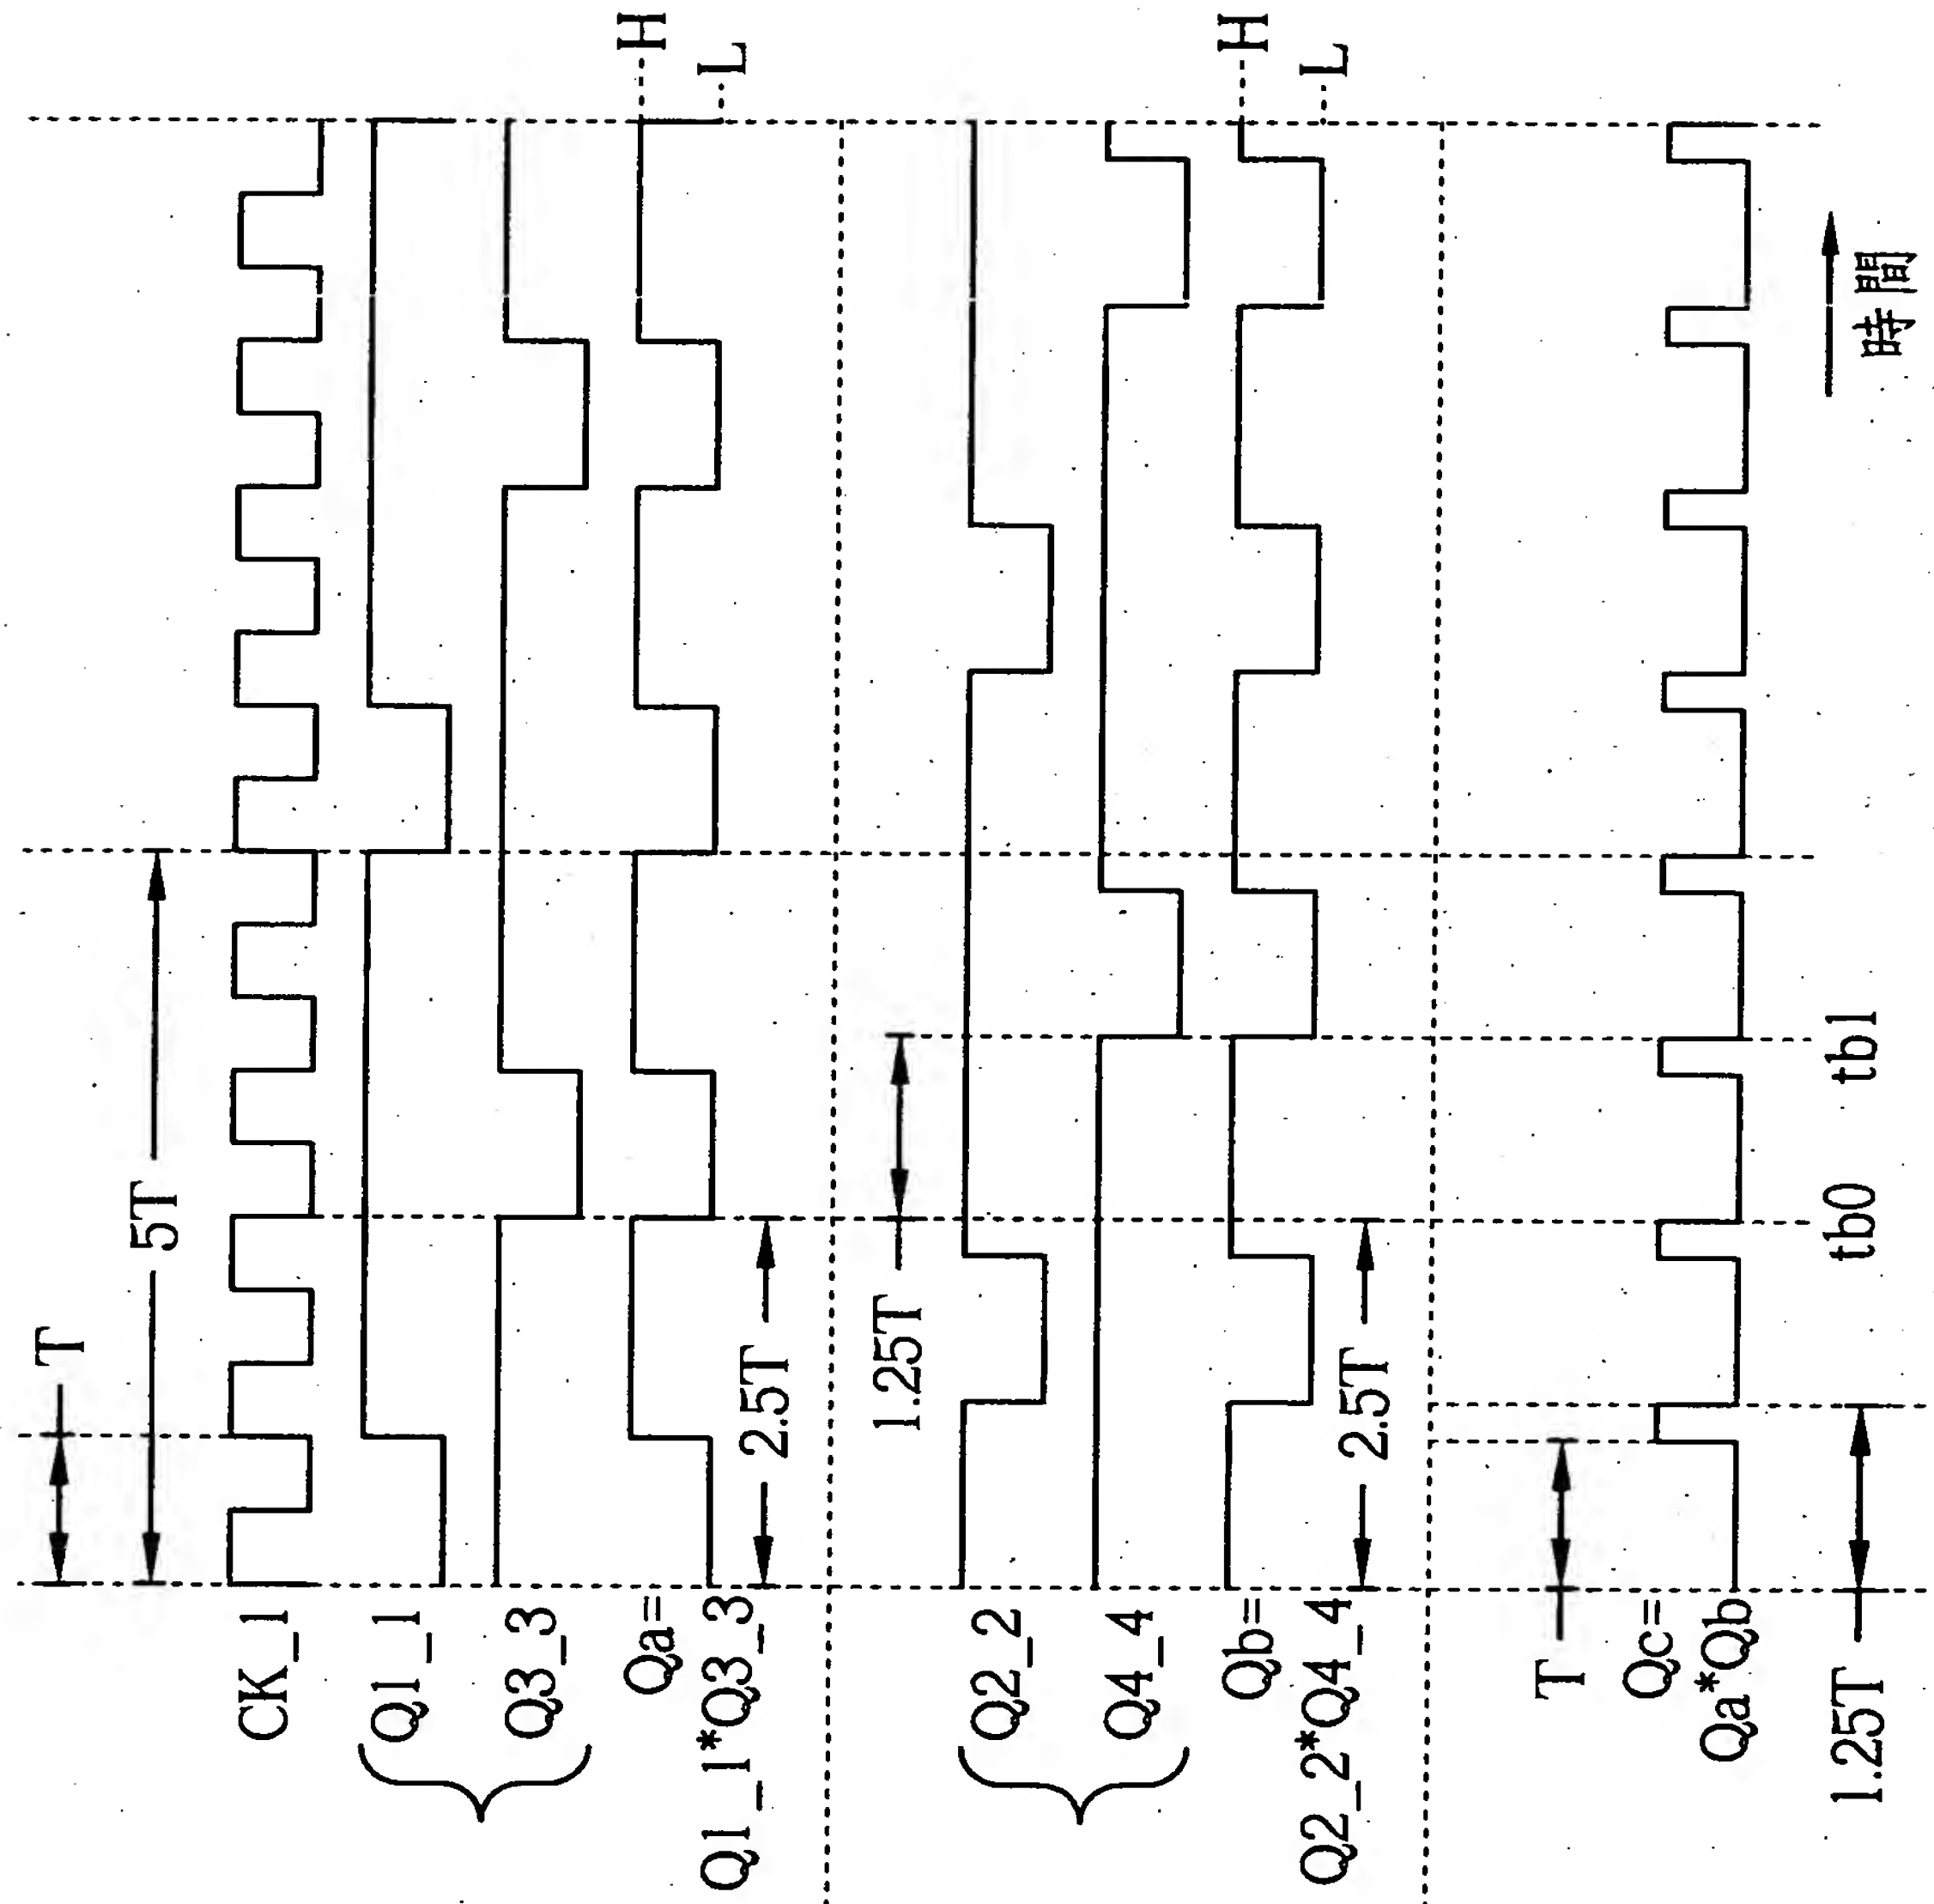 T
5T
CK_1
Q1_1
Q3_3
Qa=
Q1_1*Q3_3
H
L
2.5T
1.25T
Q2_2
Q4_4
Qb=
Q2_2*Q4_4
H
L
2.5T
T
Qc=
Qa*Qb
1.25T
tb0
tb1
時間